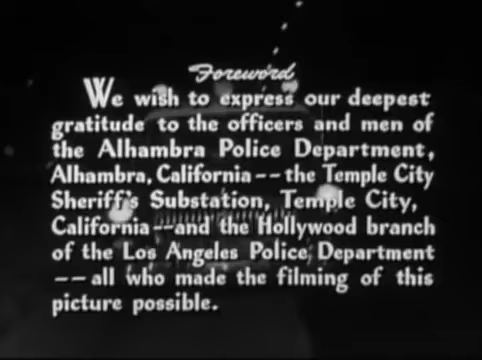 Foreword
We wish to express our deepest
gratitude to the officers and men of
the Alhambra Police Department,
Alhambra, California -- the Temple City
Sheriff's Substation, Temple City,
California -- and the Hollywood branch
of the Los Angeles Police Department
-- all who made the filming of this
picture possible.